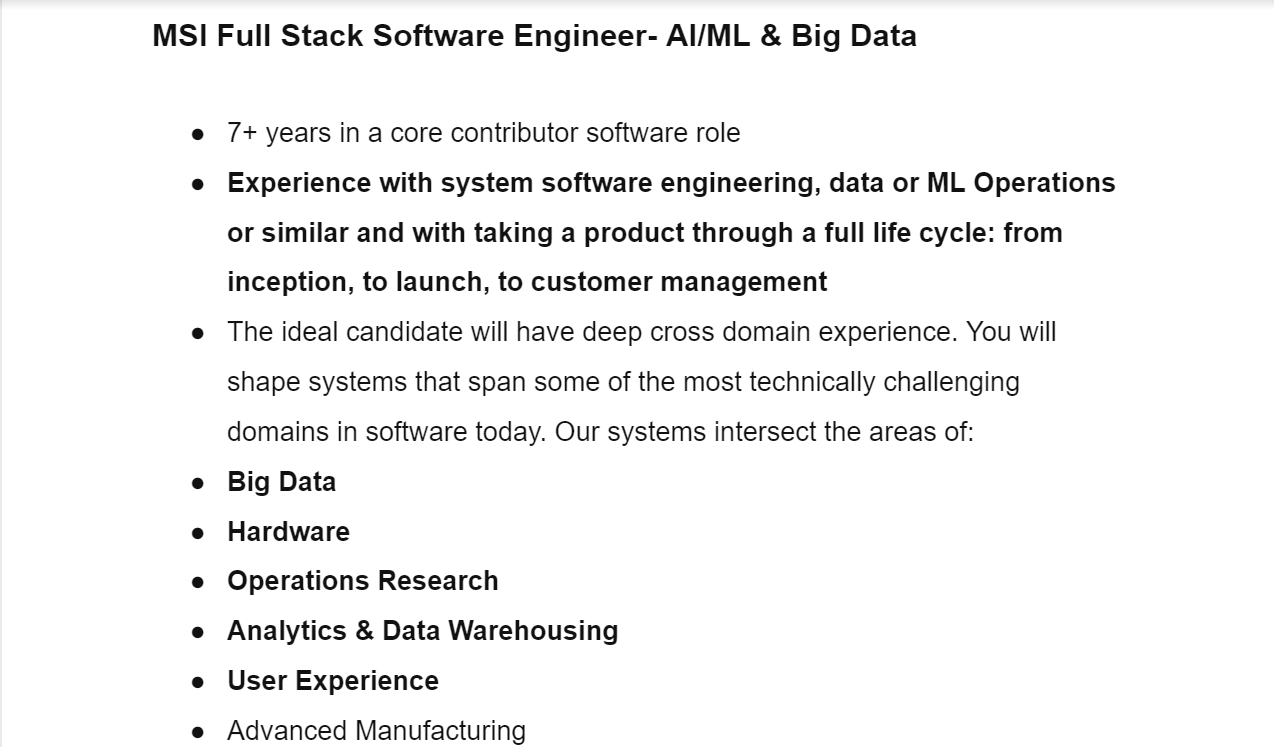 MSI Full Stack Software Engineer- AI/ML & Big Data
● 7+ years in a core contributor software role
● Experience with system software engineering, data or ML Operations
or similar and with taking a product through a full life cycle: from
inception, to launch, to customer management
● The ideal candidate will have deep cross domain experience. You will
shape systems that span some of the most technically challenging
domains in software today. Our systems intersect the areas of:
● Big Data
● Hardware
● Operations Research
● Analytics & Data Warehousing
● User Experience
● Advanced Manufacturing